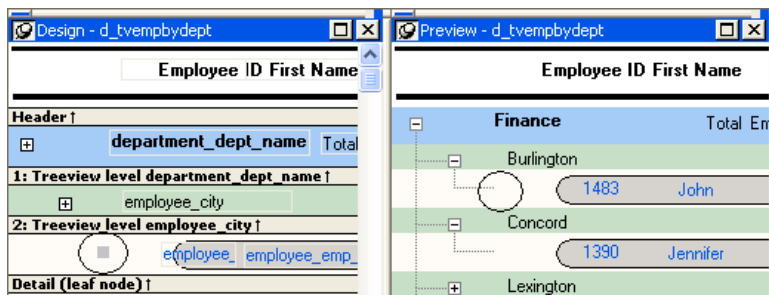 Design - d_tvempbydept
Employee ID First Name
Header ↑
department_dept_name Total
1: Treeview level department_dept_name ↑
employee_city
2: Treeview level employee_city ↑
employee_ employee_emp_
Detail (leaf node) ↑
Preview - d_tvempbydept
Employee ID First Name
Finance Total Em
Burlington
1483 John
Concord
1390 Jennifer
Lexington